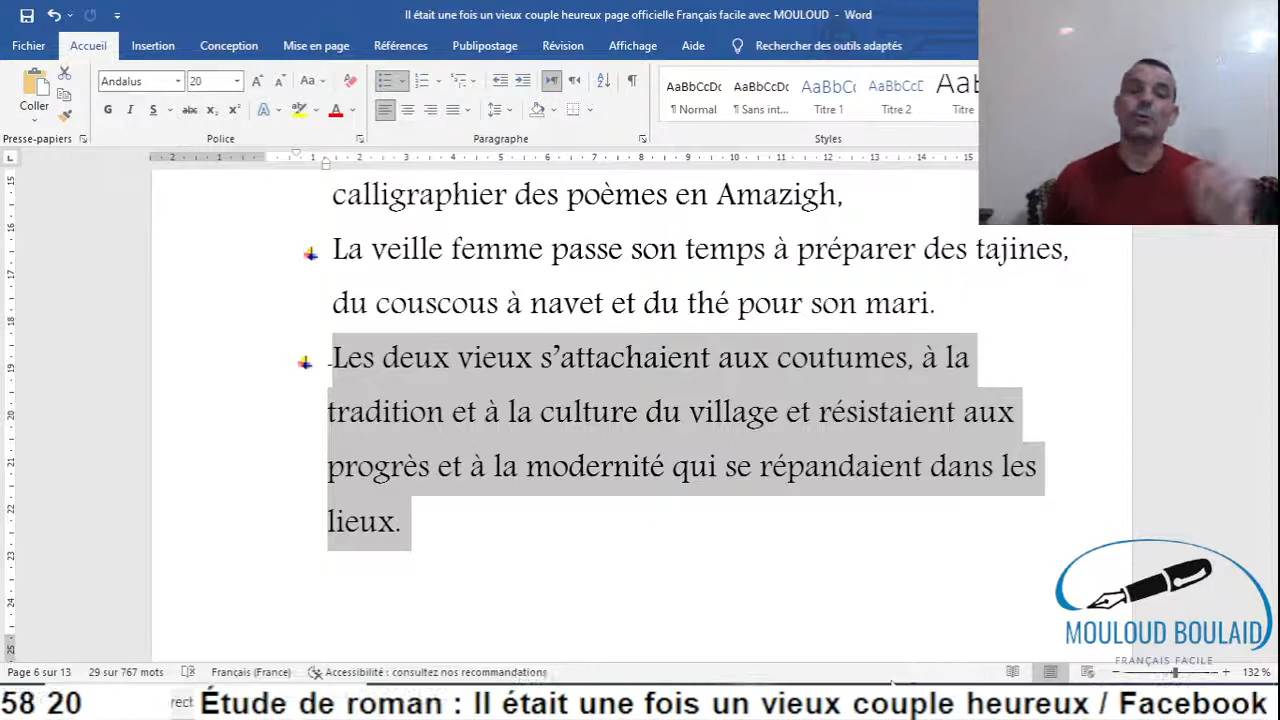 Il était une fois un vieux couple heureux page officielle Français facile avec MOULOUD - Word
Fichier Accueil Insertion Conception Mise en page Références Publipostage Révision Affichage Aide Rechercher des outils adaptés
Coller
Andalus 20
AaBbCcDc AaBbCcDc AaBbCcDc AaBbCcDc AaB
¶ Normal ¶ Sans int... Titre 1 Titre 2 Titre
Presse-papiers Police Paragraphe Styles
calligraphier des poèmes en Amazigh,
La veille femme passe son temps à préparer des tajines,
du couscous à navet et du thé pour son mari.
Les deux vieux s’attachaient aux coutumes, à la
tradition et à la culture du village et résistaient aux
progrès et à la modernité qui se répandaient dans les
lieux.
MOULOUD BOULAID
FRANÇAIS FACILE
Page 6 sur 13 29 sur 767 mots Français (France) Accessibilité : consultez nos recommandations 132 %
58 20 rect Étude de roman : Il était une fois un vieux couple heureux / Facebook